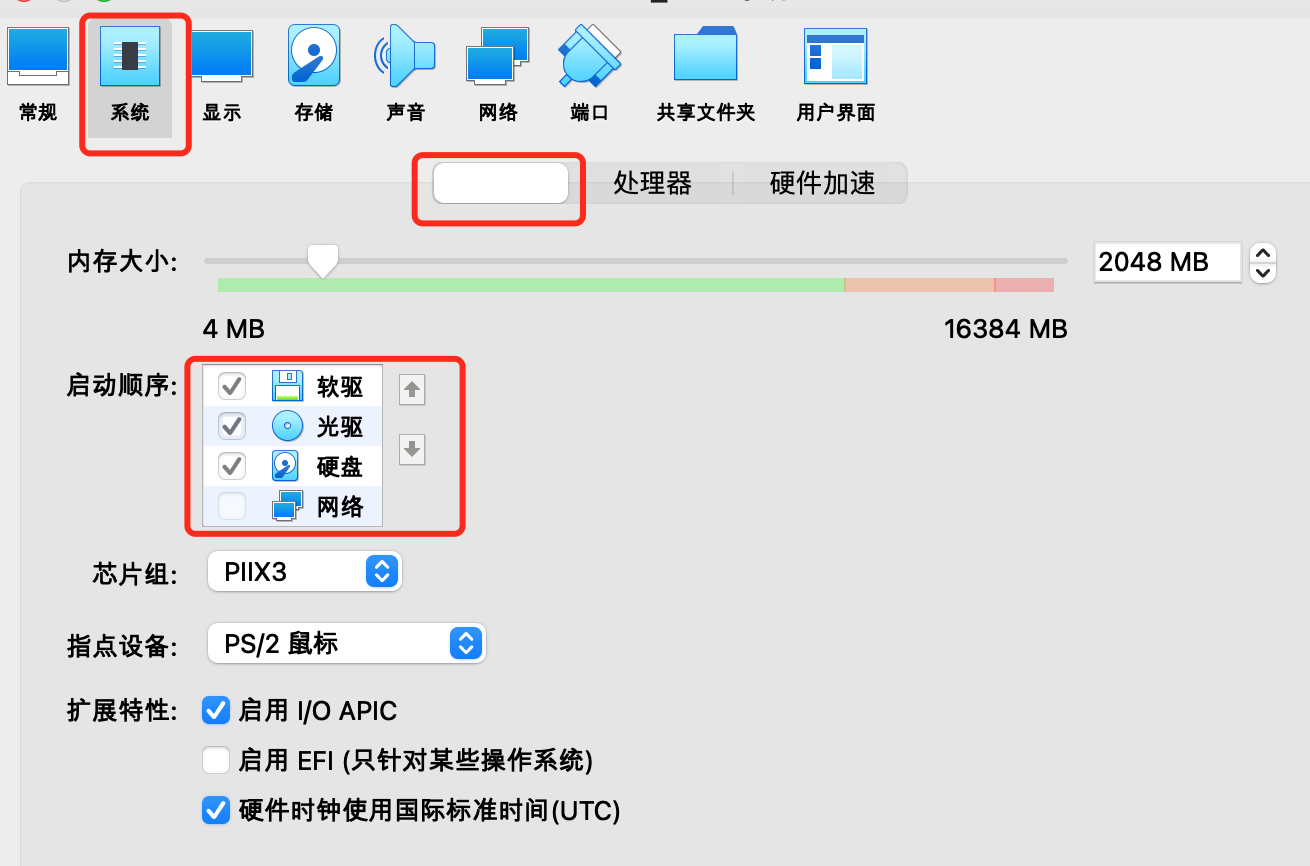 常规 系统 显示 存储 声音 网络 端口 共享文件夹 用户界面
处理器 硬件加速
内存大小: 2048 MB
4 MB 16384 MB
启动顺序: 软驱
光驱
硬盘
网络
芯片组: PIIX3
指点设备: PS/2 鼠标
扩展特性: 启用 I/O APIC
启用 EFI (只针对某些操作系统)
硬件时钟使用国际标准时间(UTC)